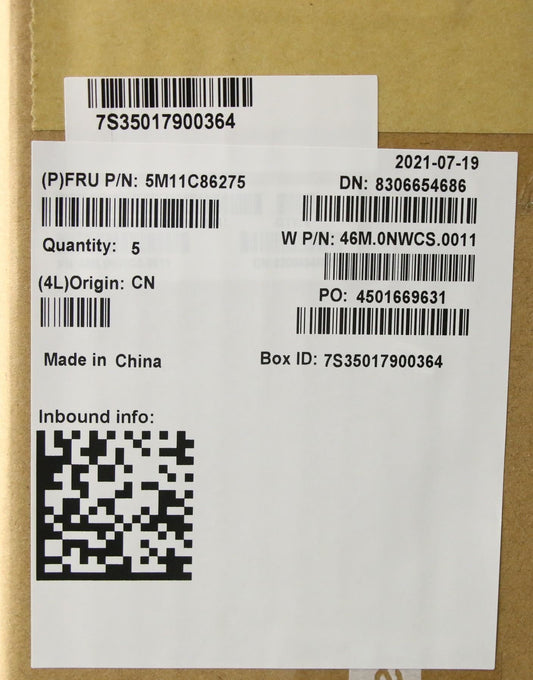 7S35017900364
2021-07-19
(P)FRU P/N: 5M11C86275
DN: 8306654686
Quantity: 5
W P/N: 46M.0NWCS.0011
(4L)Origin: CN
PO: 4501669631
Made in China
Box ID: 7S35017900364
Inbound info: